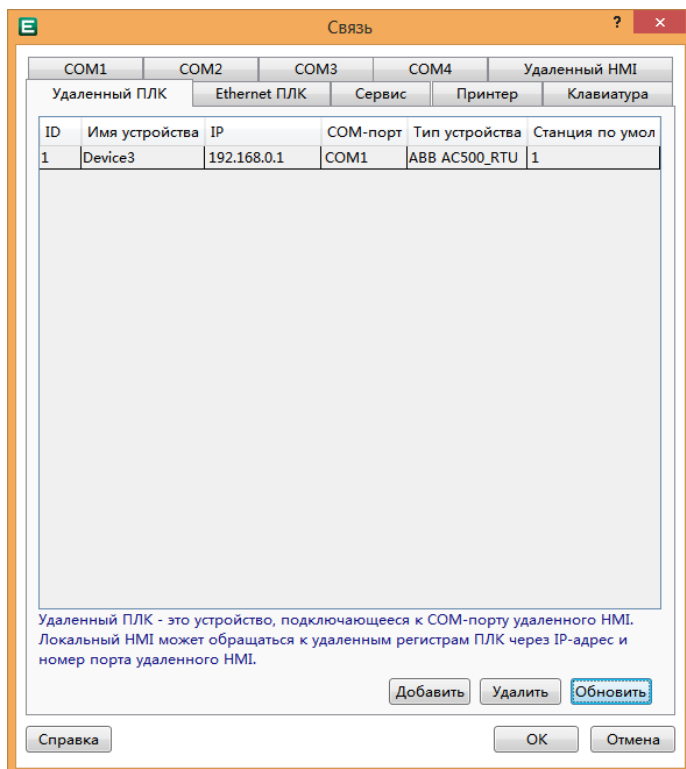 E
Связь
?
×
COM1 COM2 COM3 COM4 Удаленный HMI
Удаленный ПЛК Ethernet ПЛК Сервис Принтер Клавиатура
ID Имя устройства IP COM-порт Тип устройства Станция по умол
1 Device3 192.168.0.1 COM1 ABB AC500_RTU 1
Удаленный ПЛК - это устройство, подключающееся к COM-порту удаленного HMI.
Локальный HMI может обращаться к удаленным регистрам ПЛК через IP-адрес и
номер порта удаленного HMI.
Добавить Удалить Обновить
Справка OK Отмена